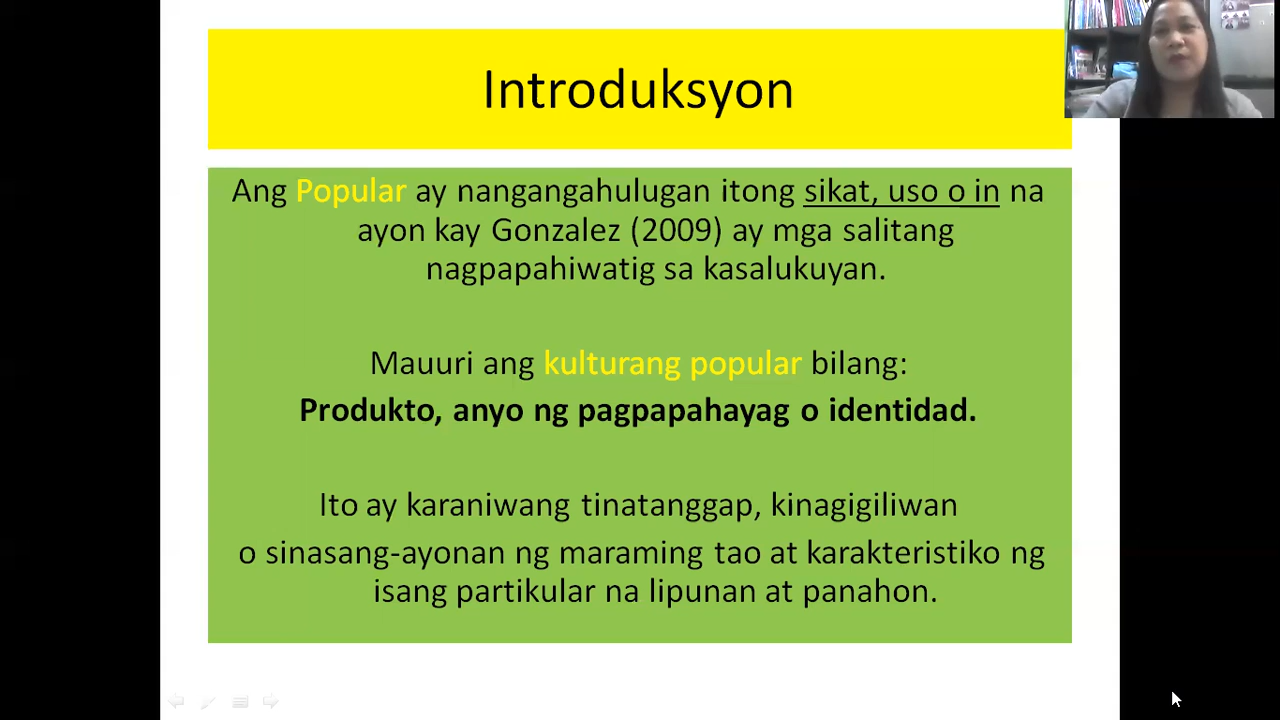 Introduksyon
Ang Popular ay nangangahulugan itong sikat, uso o in na
ayon kay Gonzalez (2009) ay mga salitang
nagpapahiwatig sa kasalukuyan.
Mauuri ang kulturang popular bilang:
Produkto, anyo ng pagpapahayag o identidad.
Ito ay karaniwang tinatanggap, kinagigiliwan
o sinasang-ayonan ng maraming tao at karakteristiko ng
isang partikular na lipunan at panahon.